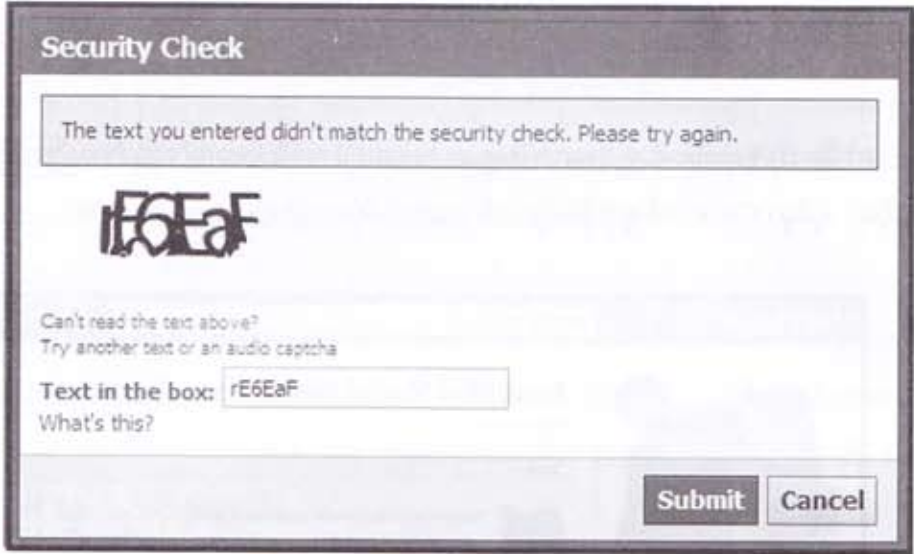 Security Check
The text you entered didn't match the security check. Please try again.
rE6EaF
Can't read the text above?
Try another text or an audio captcha
Text in the box: rE6EaF
What's this?
Submit Cancel